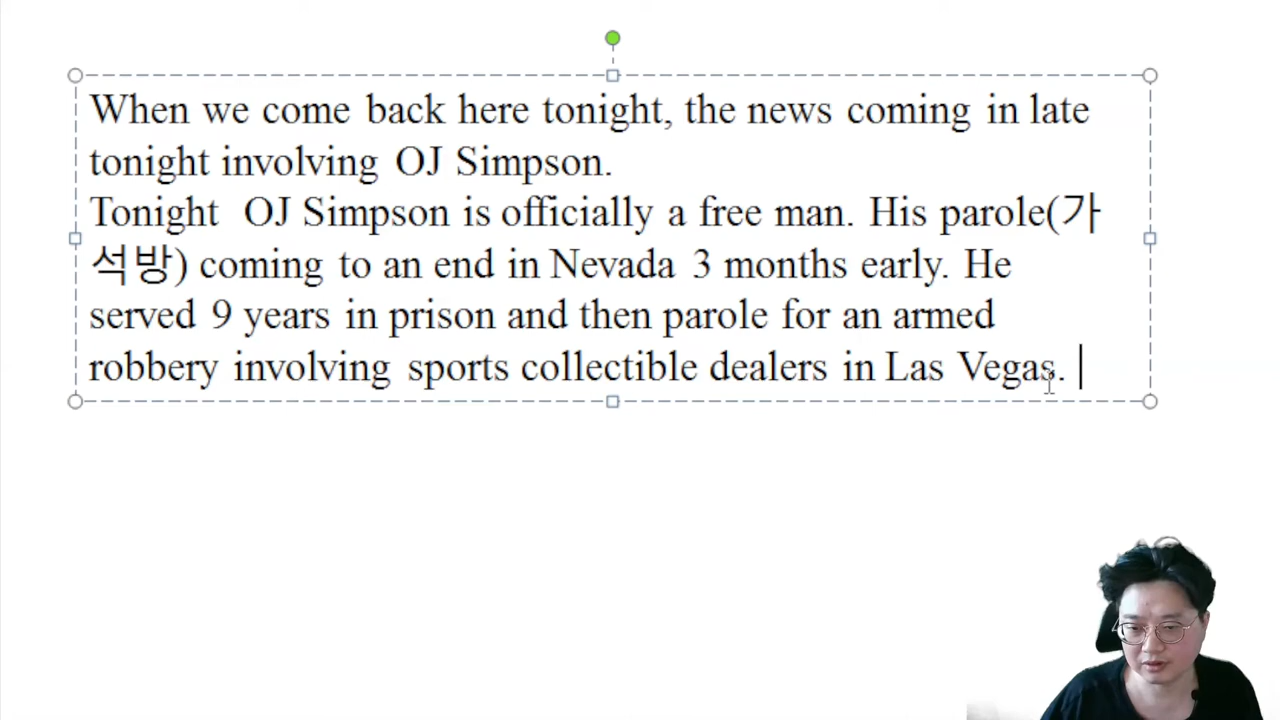 When we come back here tonight, the news coming in late
tonight involving OJ Simpson.
Tonight OJ Simpson is officially a free man. His parole(가
석방) coming to an end in Nevada 3 months early. He
served 9 years in prison and then parole for an armed
robbery involving sports collectible dealers in Las Vegas.